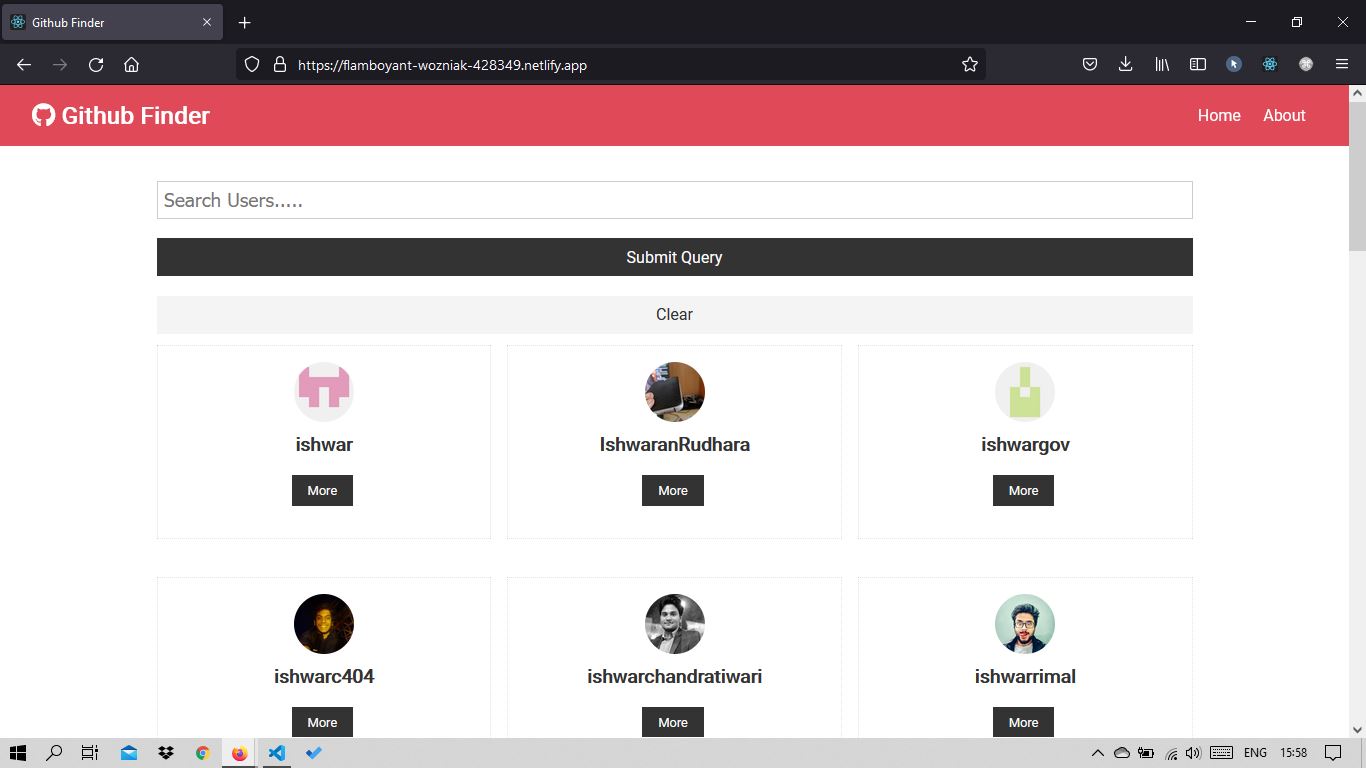 Github Finder
https://flamboyant-wozniak-428349.netlify.app
Github Finder
Home
About
Search Users.....
Submit Query
Clear
ishwar
IshwaranRudhara
ishwargov
More
More
More
ishwarc404
ishwarchandratiwari
ishwarrimal
More
More
More
ENG
15:58